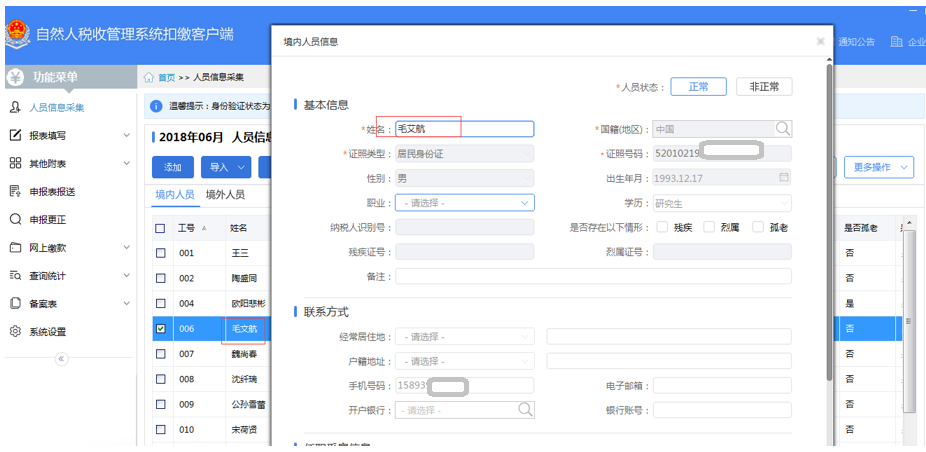 自然人税收管理系统扣缴客户端
通知公告 企业
功能菜单
人员信息采集
报表填写
其他附表
申报表报送
申报更正
网上缴款
查询统计
备案表
系统设置
首页 >> 人员信息采集
温馨提示：身份验证状态为
2018年06月 人员信息
添加 导入 更多操作
境内人员 境外人员
工号 姓名 是否孤老
001 王三 否
002 陶盛同 否
004 欧阳悲彬 是
006 毛文航 否
007 魏尚春 否
008 沈纤瑞 否
009 公孙雪蕾 否
010 宋荷贤 否
境内人员信息
*人员状态： 正常 非正常
基本信息
*姓名： 毛艾航 *国籍(地区)： 中国
*证照类型： 居民身份证 *证照号码： 52010219
性别： 男 出生年月： 1993.12.17
职业： - 请选择 - 学历： 研究生
纳税人识别号： 是否存在以下情形： 残疾 烈属 孤老
残疾证号： 烈属证号：
备注：
联系方式
经常居住地： - 请选择 -
户籍地址： - 请选择 -
手机号码： 15893 电子邮箱：
开户银行： - 请选择 - 银行账号：